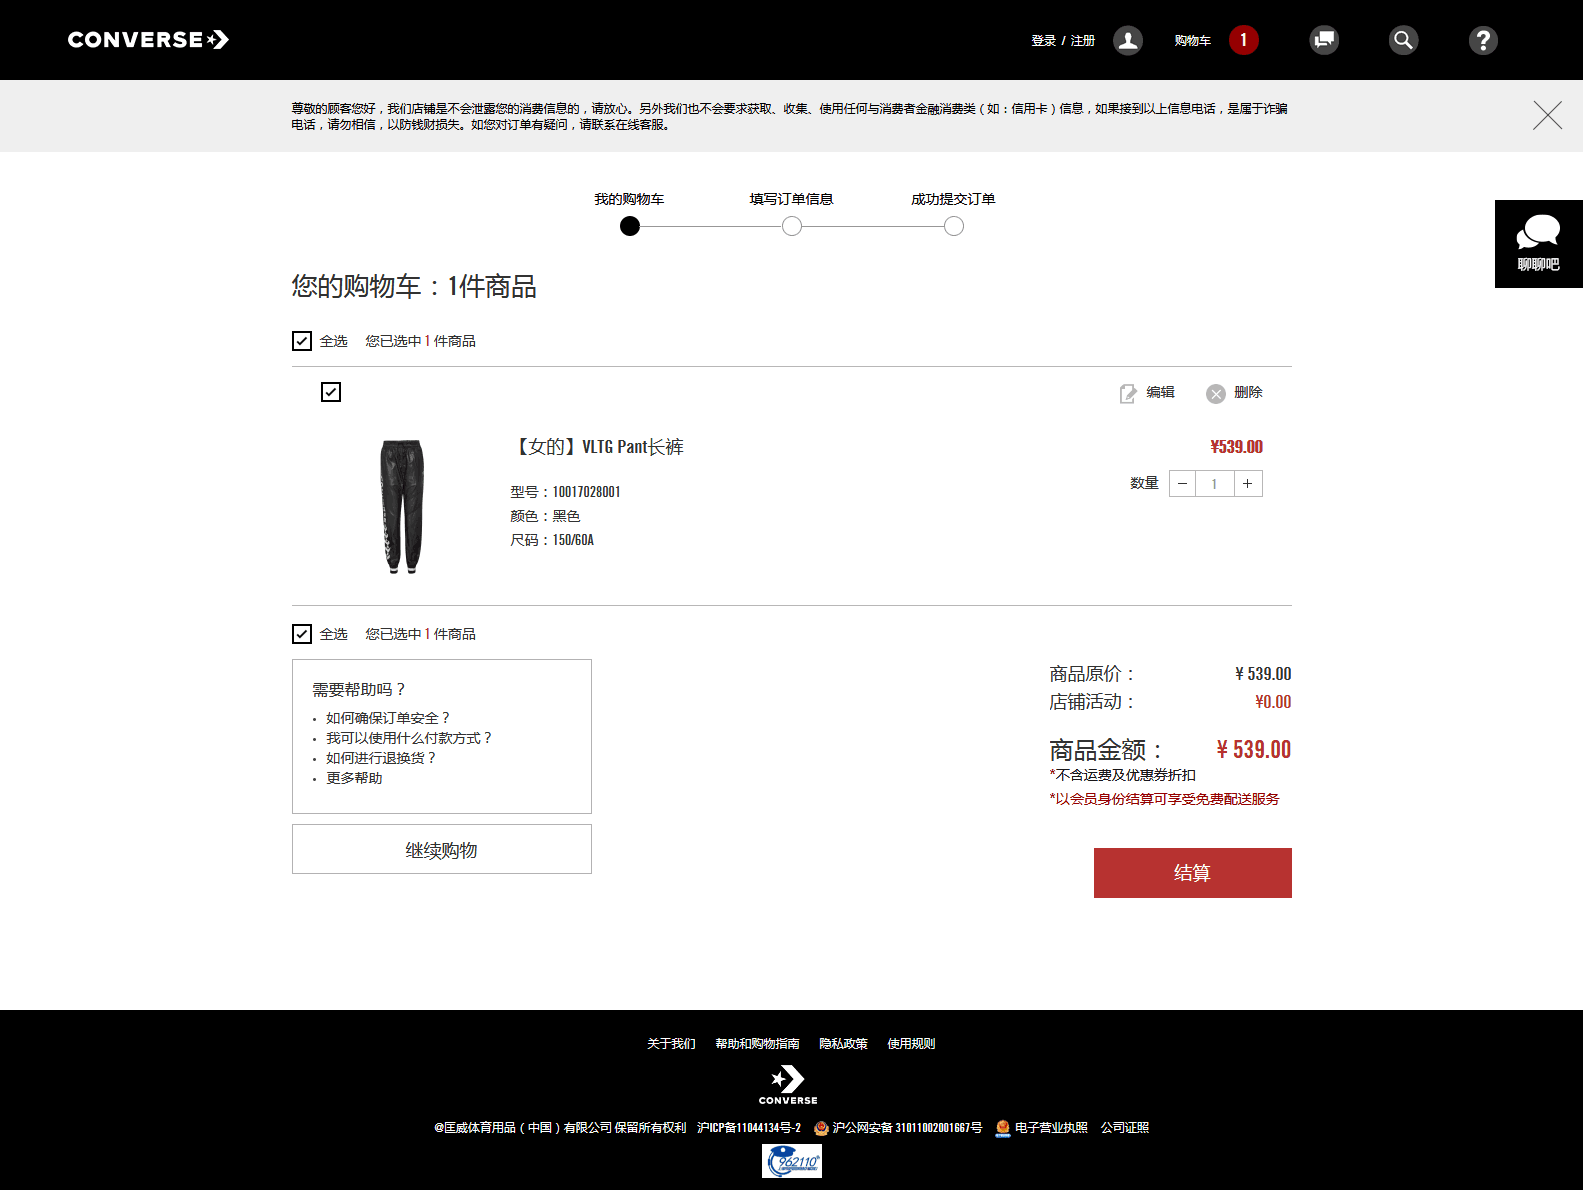 CONVERSE
登录 / 注册
购物车
1
?
尊敬的顾客您好，我们店铺是不会泄露您的消费信息的，请放心。另外我们也不会要求获取、收集、使用任何与消费者金融消费类（如：信用卡）信息，如果接到以上信息电话，是属于诈骗
电话，请勿相信，以防钱财损失。如您对订单有疑问，请联系在线客服。
我的购物车 填写订单信息 成功提交订单
聊聊吧
您的购物车：1件商品
全选 您已选中 1 件商品
编辑 删除
【女的】VLTG Pant长裤
¥539.00
数量 − 1 +
型号：10017028001
颜色：黑色
尺码：150/60A
全选 您已选中 1 件商品
需要帮助吗？
• 如何确保订单安全？
• 我可以使用什么付款方式？
• 如何进行退换货？
• 更多帮助
继续购物
商品原价： ¥ 539.00
店铺活动： ¥0.00
商品金额： ¥ 539.00
*不含运费及优惠券折扣
*以会员身份结算可享受免费配送服务
结算
关于我们 帮助和购物指南 隐私政策 使用规则
CONVERSE
@匡威体育用品（中国）有限公司 保留所有权利 沪ICP备11044134号-2 沪公网安备 31011002001667号 电子营业执照 公司证照
962110